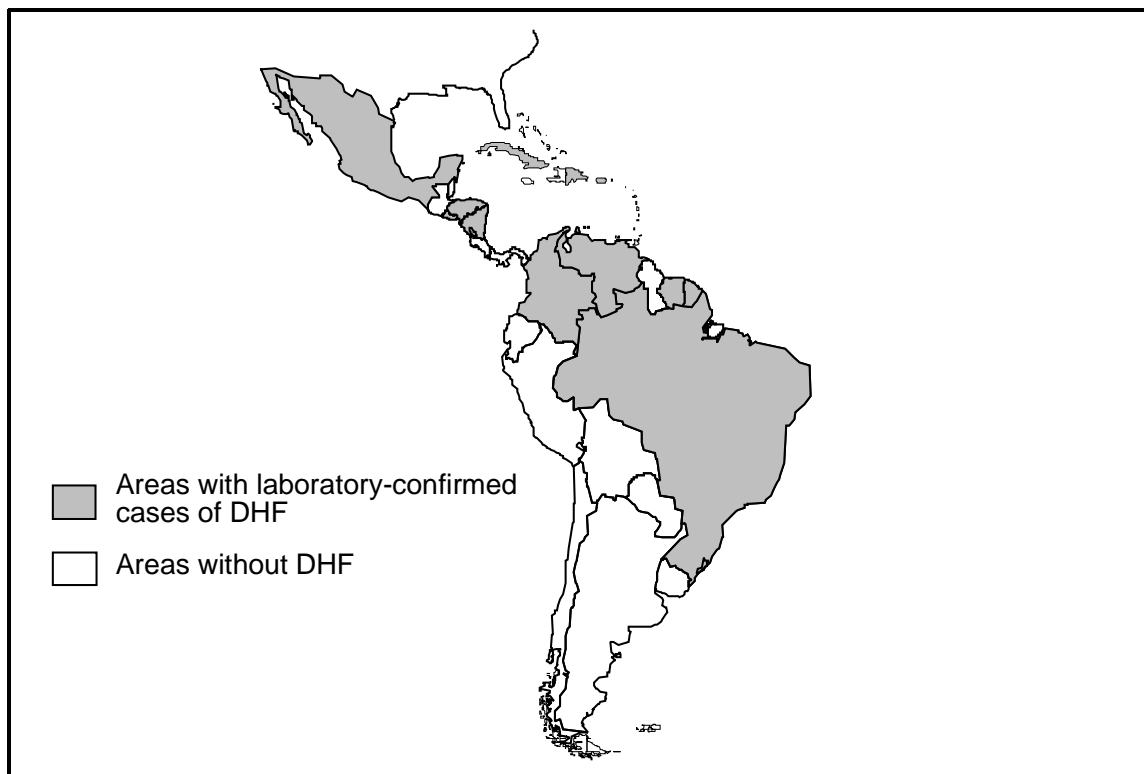 Areas with laboratory-confirmed
cases of DHF
Areas without DHF